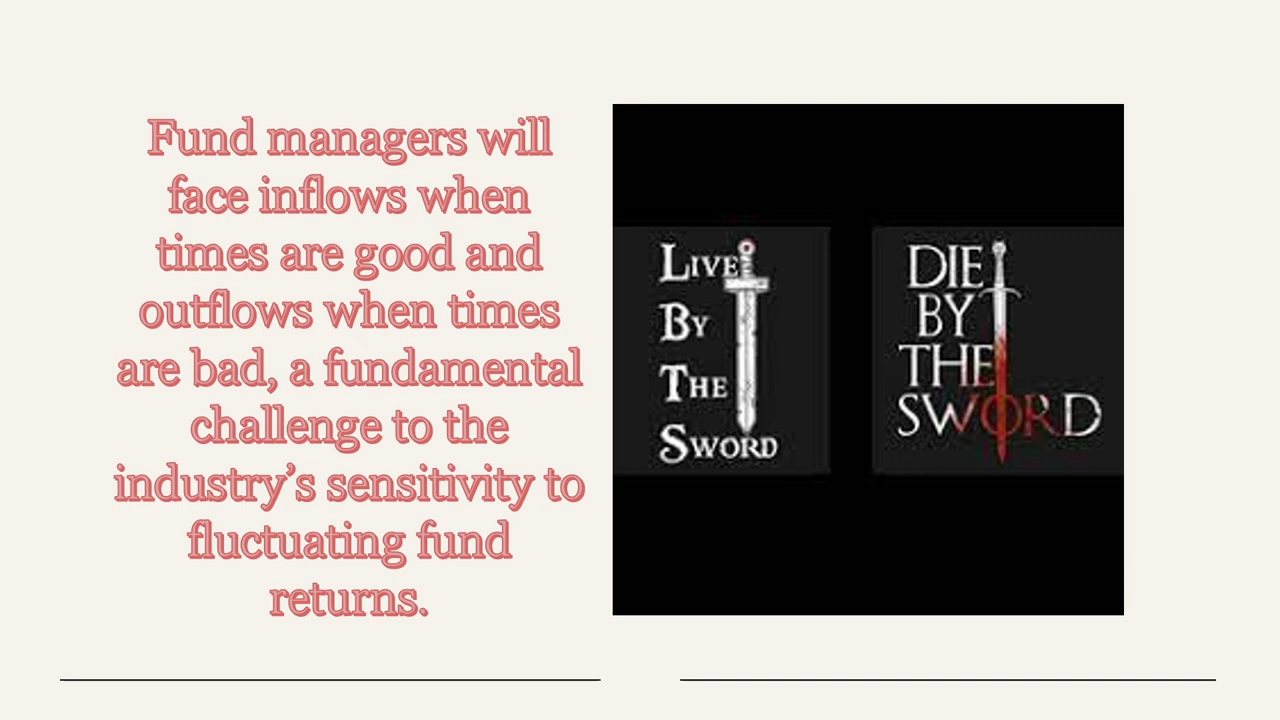 Fund managers will
face inflows when
times are good and
outflows when times
are bad, a fundamental
challenge to the
industry’s sensitivity to
fluctuating fund
returns.
LIVE
BY
THE
SWORD
DIE
BY
THE
SWORD